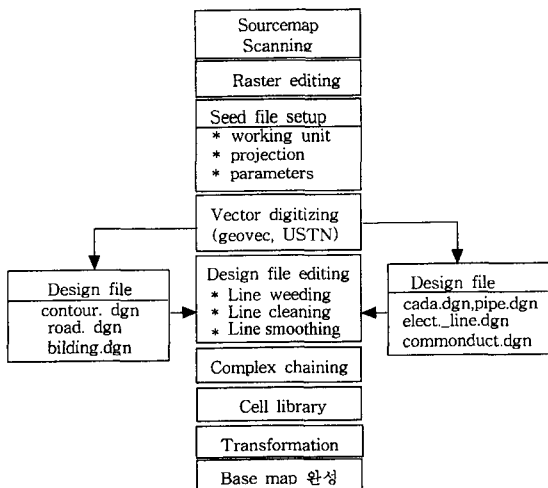 Sourcemap
Scanning
Raster editing
Seed file setup
* working unit
* projection
* parameters
Vector digitizing
(geovec, USTN)
Design file
contour. dgn
road. dgn
bilding.dgn
Design file editing
* Line weeding
* Line cleaning
* Line smoothing
Design file
cada.dgn,pipe.dgn
elect._line.dgn
commonduct.dgn
Complex chaining
Cell library
Transformation
Base map 완성